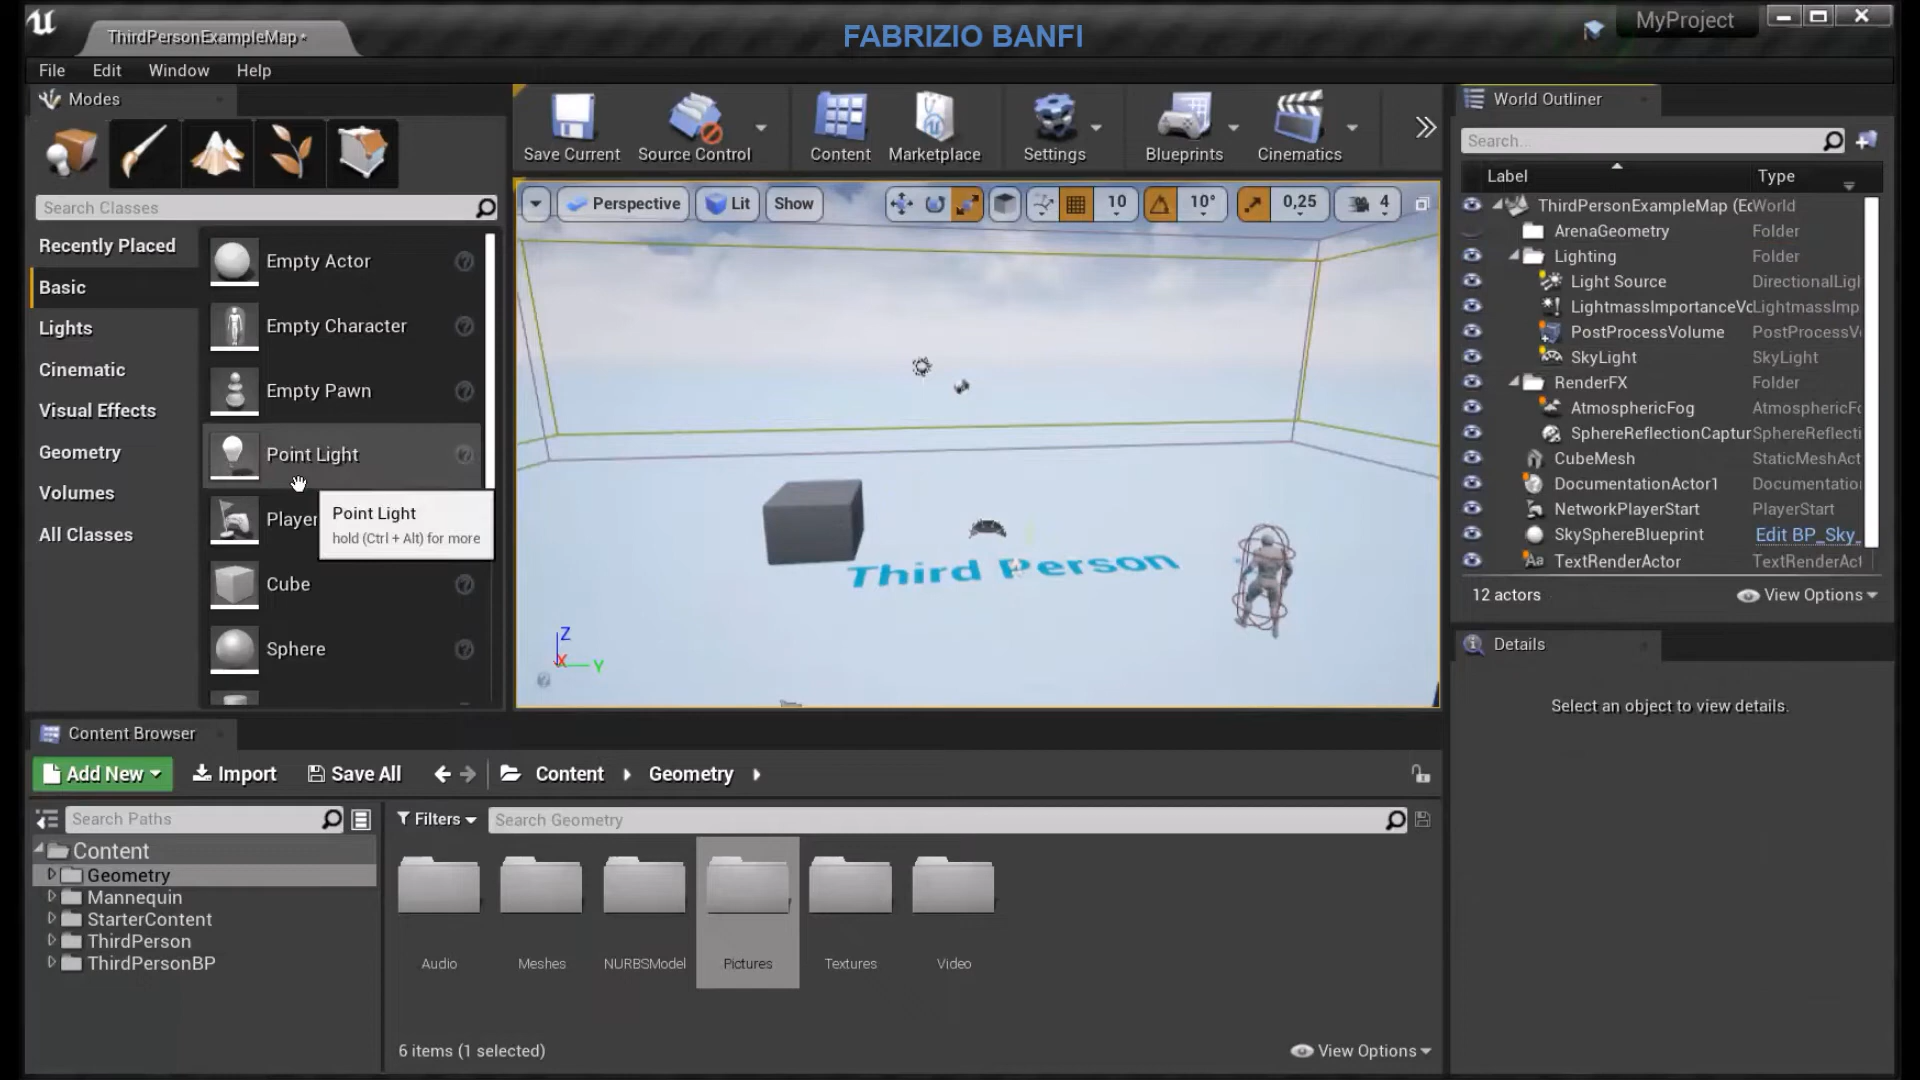 ThirdPersonExampleMap*
FABRIZIO BANFI
MyProject
File Edit Window Help
Modes
Search Classes
Recently Placed
Basic
Lights
Cinematic
Visual Effects
Geometry
Volumes
All Classes
Empty Actor
Empty Character
Empty Pawn
Point Light
Player
Cube
Sphere
Point Light
hold (Ctrl + Alt) for more
Save Current Source Control Content Marketplace Settings Blueprints Cinematics
Perspective Lit Show 10 10° 0,25 4
Third Person
Z
X Y
World Outliner
Search...
Label Type
ThirdPersonExampleMap (Ec World
ArenaGeometry Folder
Lighting Folder
Light Source DirectionalLigl
LightmassImportanceVc LightmassImp
PostProcessVolume PostProcessV
SkyLight SkyLight
RenderFX Folder
AtmosphericFog AtmosphericFc
SphereReflectionCaptur SphereReflecti
CubeMesh StaticMeshAct
DocumentationActor1 Documentatio
NetworkPlayerStart PlayerStart
SkySphereBlueprint Edit BP_Sky_
TextRenderActor TextRenderAct
12 actors View Options
Details
Select an object to view details.
Content Browser
Add New Import Save All Content Geometry
Search Paths
Filters Search Geometry
Content
Geometry
Mannequin
StarterContent
ThirdPerson
ThirdPersonBP
Audio Meshes NURBSModel Pictures Textures Video
6 items (1 selected) View Options